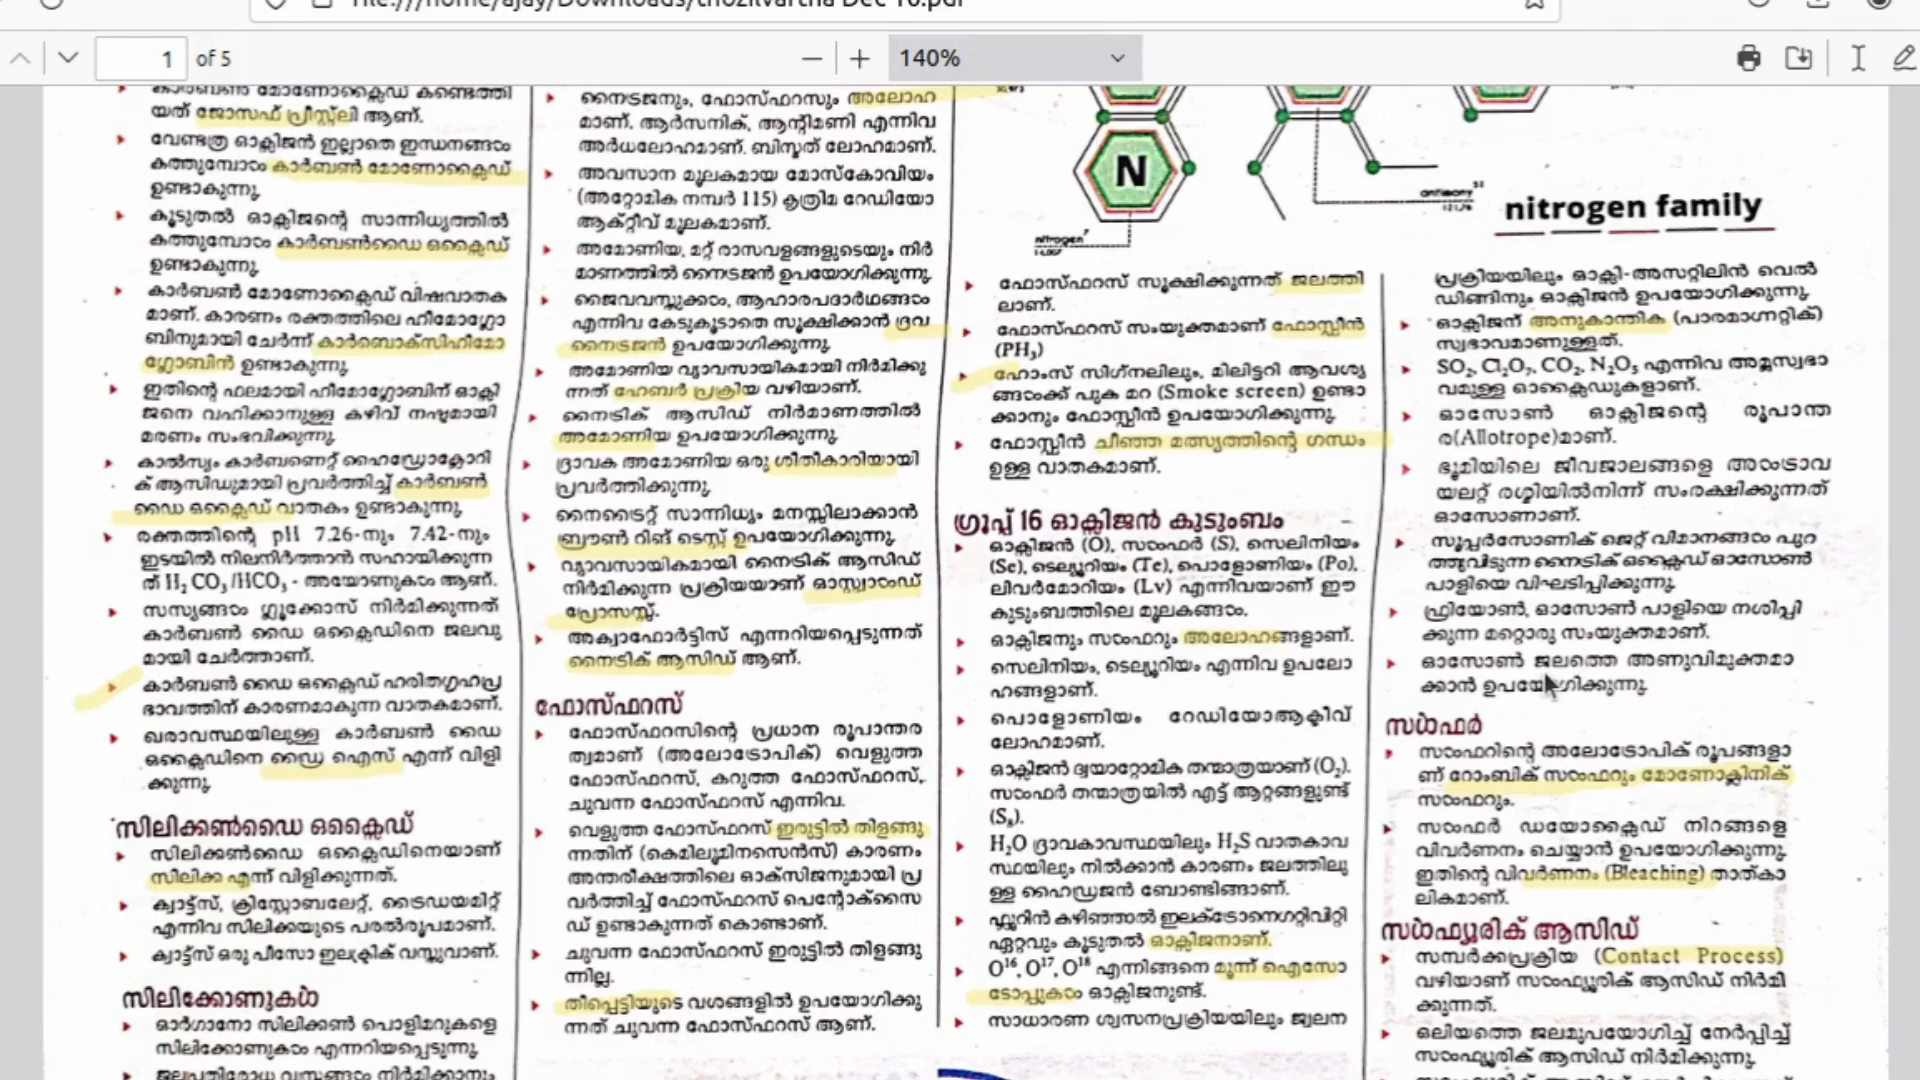 1 of 5
140%
കാർബൺ മോണോക്സൈഡ് കണ്ടെത്തി
യത് ജോസഫ് പ്രീസ്റ്റ്ലി ആണ്.
വേണ്ടത്ര ഓക്സിജൻ ഇല്ലാതെ ഇന്ധനങ്ങൾ
കത്തുമ്പോൾ കാർബൺ മോണോക്സൈഡ്
ഉണ്ടാകുന്നു.
കൂടുതൽ ഓക്സിജന്റെ സാന്നിധ്യത്തിൽ
കത്തുമ്പോൾ കാർബൺഡൈ ഒക്സൈഡ്
ഉണ്ടാകുന്നു.
കാർബൺ മോണോക്സൈഡ് വിഷവാതക
മാണ്. കാരണം രക്തത്തിലെ ഹീമോഗ്ലോ
ബിനുമായി ചേർന്ന് കാർബൊക്സിഹീമോ
ഗ്ലോബിൻ ഉണ്ടാകുന്നു.
ഇതിന്റെ ഫലമായി ഹീമോഗ്ലോബിന് ഓക്സി
ജനെ വഹിക്കാനുള്ള കഴിവ് നഷ്ടമായി
മരണം സംഭവിക്കുന്നു.
കാൽസ്യം കാർബണെറ്റ് ഹൈഡ്രോക്ലോറി
ക് ആസിഡുമായി പ്രവർത്തിച്ച് കാർബൺ
ഡൈ ഒക്സൈഡ് വാതകം ഉണ്ടാകുന്നു.
രക്തത്തിന്റെ pH 7.26-നും 7.42-നും
ഇടയിൽ നിലനിർത്താൻ സഹായിക്കുന്ന
ത് H2 CO3 /HCO3 - അയോണുകൾ ആണ്.
സസ്യങ്ങൾ ഗ്ലൂക്കോസ് നിർമിക്കുന്നത്
കാർബൺ ഡൈ ഒക്സൈഡിനെ ജലവു
മായി ചേർത്താണ്.
കാർബൺ ഡൈ ഒക്സൈഡ് ഹരിതഗൃഹപ്ര
ഭാവത്തിന് കാരണമാകുന്ന വാതകമാണ്.
ഖരാവസ്ഥയിലുള്ള കാർബൺ ഡൈ
ഒക്സൈഡിനെ ഡ്രൈ ഐസ് എന്ന് വിളി
ക്കുന്നു.
സിലിക്കൺഡൈ ഒക്സൈഡ്
സിലിക്കൺഡൈ ഒക്സൈഡിനെയാണ്
സിലിക്ക എന്ന് വിളിക്കുന്നത്.
ക്വാട്ട്സ്, ക്രിസ്റ്റോബലേറ്റ്, ട്രൈഡയമിറ്റ്
എന്നിവ സിലിക്കയുടെ പരൽരൂപമാണ്.
ക്വാട്ട്സ് ഒരു പീസോ ഇലക്ട്രിക് വസ്തുവാണ്.
സിലിക്കോണുകൾ
ഓർഗാനോ സിലിക്കൺ പൊളിമറുകളെ
സിലിക്കോണുകൾ എന്നറിയപ്പെടുന്നു.
നൈട്രജനും, ഫോസ്ഫറസും അലോഹ
മാണ്. ആർസനിക്, ആന്റിമണി എന്നിവ
അർധലോഹമാണ്. ബിസ്മത് ലോഹമാണ്.
അവസാന മൂലകമായ മോസ്കോവിയം
(അറ്റോമിക നമ്പർ 115) കൃത്രിമ റേഡിയോ
ആക്റ്റീവ് മൂലകമാണ്.
അമോണിയ, മറ്റ് രാസവളങ്ങളുടെയും നിർ
മാണത്തിൽ നൈട്രജൻ ഉപയോഗിക്കുന്നു.
ജൈവവസ്തുക്കൾ, ആഹാരപദാർഥങ്ങൾ
എന്നിവ കേടുകൂടാതെ സൂക്ഷിക്കാൻ ദ്രവ
നൈട്രജൻ ഉപയോഗിക്കുന്നു.
അമോണിയ വ്യാവസായികമായി നിർമിക്കു
ന്നത് ഹേബർ പ്രക്രിയ വഴിയാണ്.
നൈട്രിക് ആസിഡ് നിർമാണത്തിൽ
അമോണിയ ഉപയോഗിക്കുന്നു.
ദ്രാവക അമോണിയ ഒരു ശീതീകാരിയായി
പ്രവർത്തിക്കുന്നു.
നൈട്രൈറ്റ് സാന്നിധ്യം മനസ്സിലാക്കാൻ
ബ്രൗൺ റിങ് ടെസ്റ്റ് ഉപയോഗിക്കുന്നു.
വ്യാവസായികമായി നൈട്രിക് ആസിഡ്
നിർമിക്കുന്ന പ്രക്രിയയാണ് ഓസ്റ്റ്വാൾഡ്
പ്രോസസ്സ്.
അക്വാഫോർട്ടിസ് എന്നറിയപ്പെടുന്നത്
നൈട്രിക് ആസിഡ് ആണ്.
ഫോസ്ഫറസ്
ഫോസ്ഫറസിന്റെ പ്രധാന രൂപാന്തര
ത്വമാണ് (അലോട്രോപിക്) വെളുത്ത
ഫോസ്ഫറസ്, കറുത്ത ഫോസ്ഫറസ്,
ചുവന്ന ഫോസ്ഫറസ് എന്നിവ.
വെളുത്ത ഫോസ്ഫറസ് ഇരുട്ടിൽ തിളങ്ങു
ന്നതിന് (കെമിലൂമിനസെൻസ്) കാരണം
അന്തരീക്ഷത്തിലെ ഓക്സിജനുമായി പ്ര
വർത്തിച്ച് ഫോസ്ഫറസ് പെന്റോക്സൈ
ഡ് ഉണ്ടാകുന്നത് കൊണ്ടാണ്.
ചുവന്ന ഫോസ്ഫറസ് ഇരുട്ടിൽ തിളങ്ങു
ന്നില്ല.
തീപ്പെട്ടിയുടെ വശങ്ങളിൽ ഉപയോഗിക്കു
ന്നത് ചുവന്ന ഫോസ്ഫറസ് ആണ്.
N
nitrogen 7
antimony 51
nitrogen family
ഫോസ്ഫറസ് സൂക്ഷിക്കുന്നത് ജലത്തി
ലാണ്.
ഫോസ്ഫറസ് സംയുക്തമാണ് ഫോസ്ഫീൻ
(PH3)
ഹോംസ് സിഗ്നലിലും, മിലിട്ടറി ആവശ്യ
ങ്ങൾക്ക് പുക മറ (Smoke screen) ഉണ്ടാ
ക്കാനും ഫോസ്ഫീൻ ഉപയോഗിക്കുന്നു.
ഫോസ്ഫീൻ ചീഞ്ഞ മത്സ്യത്തിന്റെ ഗന്ധം
ഉള്ള വാതകമാണ്.
ഗ്രൂപ്പ് 16 ഓക്സിജൻ കുടുംബം
ഓക്സിജൻ (O), സൾഫർ (S), സെലിനിയം
(Se), ടെല്യൂറിയം (Te), പൊളോണിയം (Po),
ലിവർമോറിയം (Lv) എന്നിവയാണ് ഈ
കുടുംബത്തിലെ മൂലകങ്ങൾ.
ഓക്സിജനും സൾഫറും അലോഹങ്ങളാണ്.
സെലിനിയം, ടെല്യൂറിയം എന്നിവ ഉപലോ
ഹങ്ങളാണ്.
പൊളോണിയം റേഡിയോആക്ടീവ്
ലോഹമാണ്.
ഓക്സിജൻ ദ്വയാറ്റോമിക തന്മാത്രയാണ് (O2).
സൾഫർ തന്മാത്രയിൽ എട്ട് ആറ്റങ്ങളുണ്ട്
(S8).
H2O ദ്രാവകാവസ്ഥയിലും H2S വാതകാവ
സ്ഥയിലും നിൽക്കാൻ കാരണം ജലത്തിലു
ള്ള ഹൈഡ്രജൻ ബോണ്ടിങ്ങാണ്.
ഫ്ലൂറിൻ കഴിഞ്ഞാൽ ഇലക്ട്രോനെഗറ്റിവിറ്റി
ഏറ്റവും കൂടുതൽ ഓക്സിജനാണ്.
O16, O17, O18 എന്നിങ്ങനെ മൂന്ന് ഐസോ
ടോപ്പുകൾ ഓക്സിജനുണ്ട്.
സാധാരണ ശ്വസനപ്രക്രിയയിലും ജ്വലന
പ്രക്രിയയിലും ഓക്സി-അസറ്റിലിൻ വെൽ
ഡിങ്ങിനും ഓക്സിജൻ ഉപയോഗിക്കുന്നു.
ഓക്സിജന് അനുകാന്തിക (പാരമാഗ്നറ്റിക്)
സ്വഭാവമാണുള്ളത്.
SO2, Cl2O7, CO2, N2O5 എന്നിവ അമ്ലസ്വഭാ
വമുള്ള ഓക്സൈഡുകളാണ്.
ഓസോൺ ഓക്സിജന്റെ രൂപാന്ത
ര(Allotrope)മാണ്.
ഭൂമിയിലെ ജീവജാലങ്ങളെ അൾട്രാവ
യലറ്റ് രശ്മിയിൽനിന്ന് സംരക്ഷിക്കുന്നത്
ഓസോണാണ്.
സൂപ്പർസോണിക് ജെറ്റ് വിമാനങ്ങൾ പുറ
ത്തുവിടുന്ന നൈട്രിക് ഒക്സൈഡ് ഓസോൺ
പാളിയെ വിഘടിപ്പിക്കുന്നു.
ഫ്രിയോൺ, ഓസോൺ പാളിയെ നശിപ്പി
ക്കുന്ന മറ്റൊരു സംയുക്തമാണ്.
ഓസോൺ ജലത്തെ അണുവിമുക്തമാ
ക്കാൻ ഉപയോഗിക്കുന്നു.
സൾഫർ
സൾഫറിന്റെ അലോട്രോപിക് രൂപങ്ങളാ
ണ് റോംബിക് സൾഫറും മോണോക്ലിനിക്
സൾഫറും.
സൾഫർ ഡയോക്സൈഡ് നിറങ്ങളെ
വിവർണനം ചെയ്യാൻ ഉപയോഗിക്കുന്നു.
ഇതിന്റെ വിവർണനം (Bleaching) താത്കാ
ലികമാണ്.
സൾഫ്യൂരിക് ആസിഡ്
സമ്പർക്കപ്രക്രിയ (Contact Process)
വഴിയാണ് സൾഫ്യൂരിക് ആസിഡ് നിർമി
ക്കുന്നത്.
ഒലിയത്തെ ജലമുപയോഗിച്ച് നേർപ്പിച്ച്
സൾഫ്യൂരിക് ആസിഡ് നിർമിക്കുന്നു.